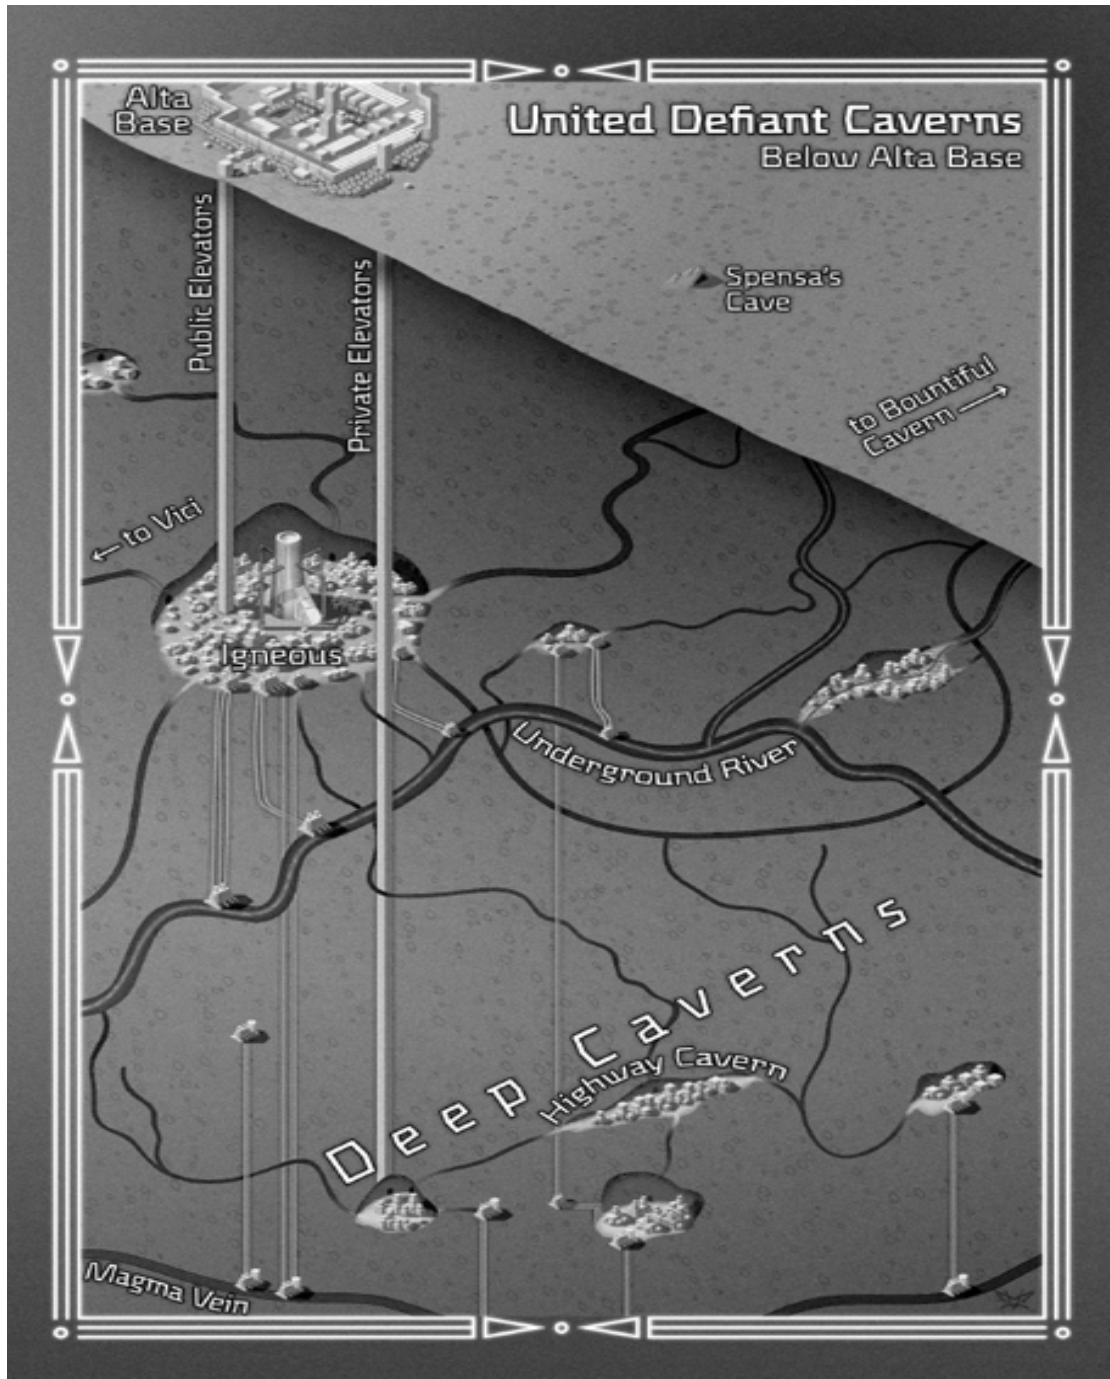 Alta
Base
United Defiant Caverns
Below Alta Base
Public Elevators
Private Elevators
Spensa's
Cave
to Bountiful
Cavern →
← to Vici
Igneous
Underground River
Deep Caverns
Highway Cavern
Magma Vein